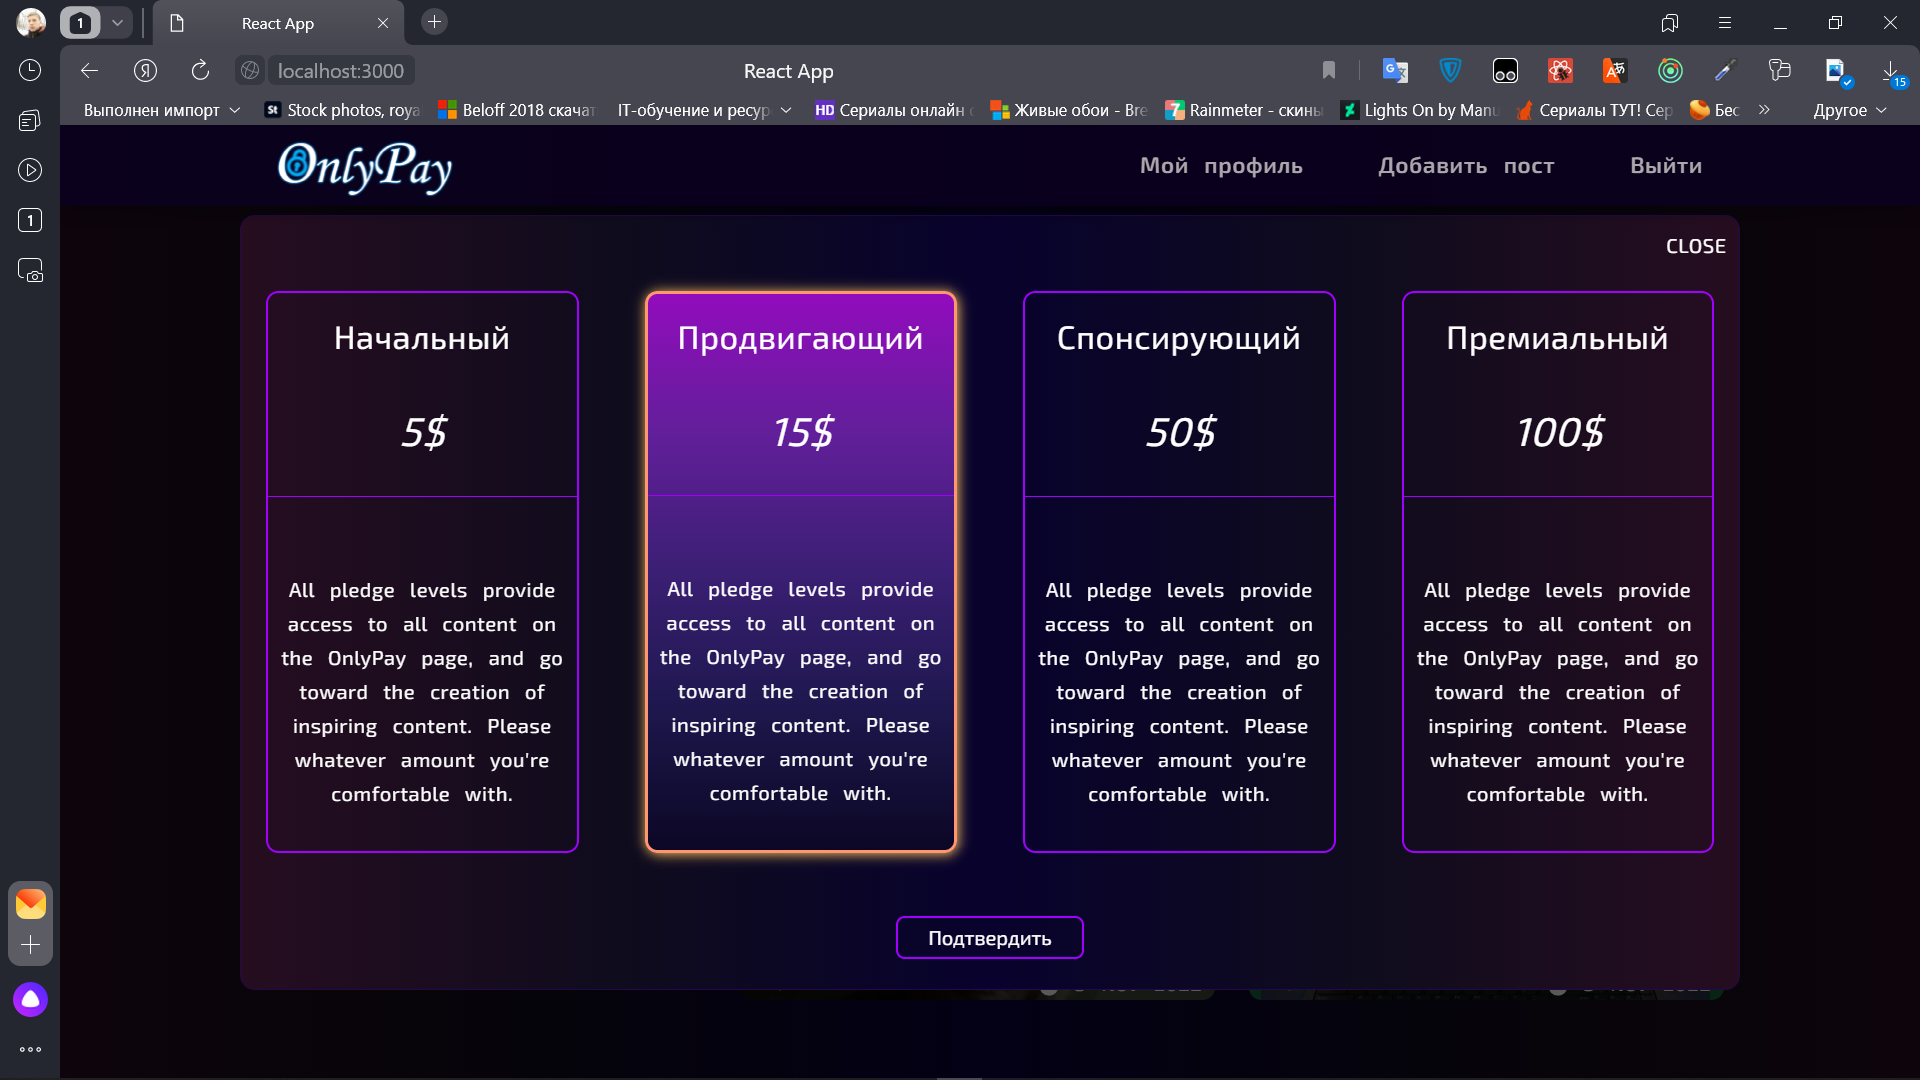 1
React App
localhost:3000
React App
15
Выполнен импорт
St Stock photos, roya
Beloff 2018 скачат
IT-обучение и ресур
HD Сериалы онлайн
Живые обои - Bre
7 Rainmeter - скины
Lights On by Manu
Сериалы ТУТ! Сер
Бес
Другое
1
OnlyPay
Мой профиль
Добавить пост
Выйти
CLOSE
Начальный
5$
All pledge levels provide
access to all content on
the OnlyPay page, and go
toward the creation of
inspiring content. Please
whatever amount you're
comfortable with.
Продвигающий
15$
All pledge levels provide
access to all content on
the OnlyPay page, and go
toward the creation of
inspiring content. Please
whatever amount you're
comfortable with.
Спонсирующий
50$
All pledge levels provide
access to all content on
the OnlyPay page, and go
toward the creation of
inspiring content. Please
whatever amount you're
comfortable with.
Премиальный
100$
All pledge levels provide
access to all content on
the OnlyPay page, and go
toward the creation of
inspiring content. Please
whatever amount you're
comfortable with.
Подтвердить